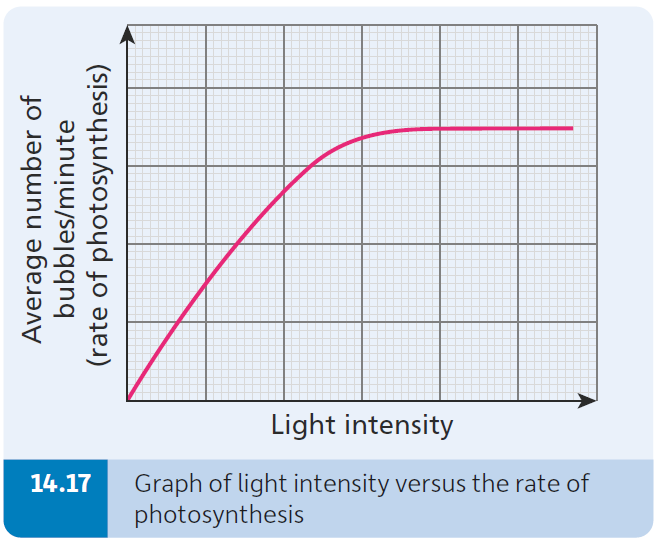 Average number of
bubbles/minute
(rate of photosynthesis)
Light intensity
14.17
Graph of light intensity versus the rate of
photosynthesis